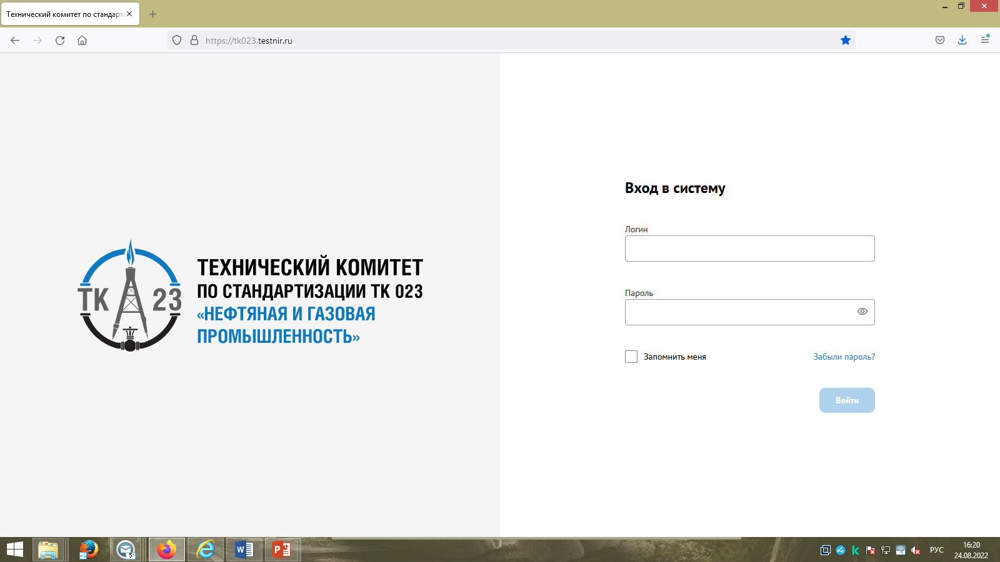 Технический комитет по стандарт
https://tk023.testnir.ru
ТК 23
ТЕХНИЧЕСКИЙ КОМИТЕТ
ПО СТАНДАРТИЗАЦИИ ТК 023
«НЕФТЯНАЯ И ГАЗОВАЯ
ПРОМЫШЛЕННОСТЬ»
Вход в систему
Логин
Пароль
Запомнить меня
Забыли пароль?
Войти
5
РУС
16:20
24.08.2022